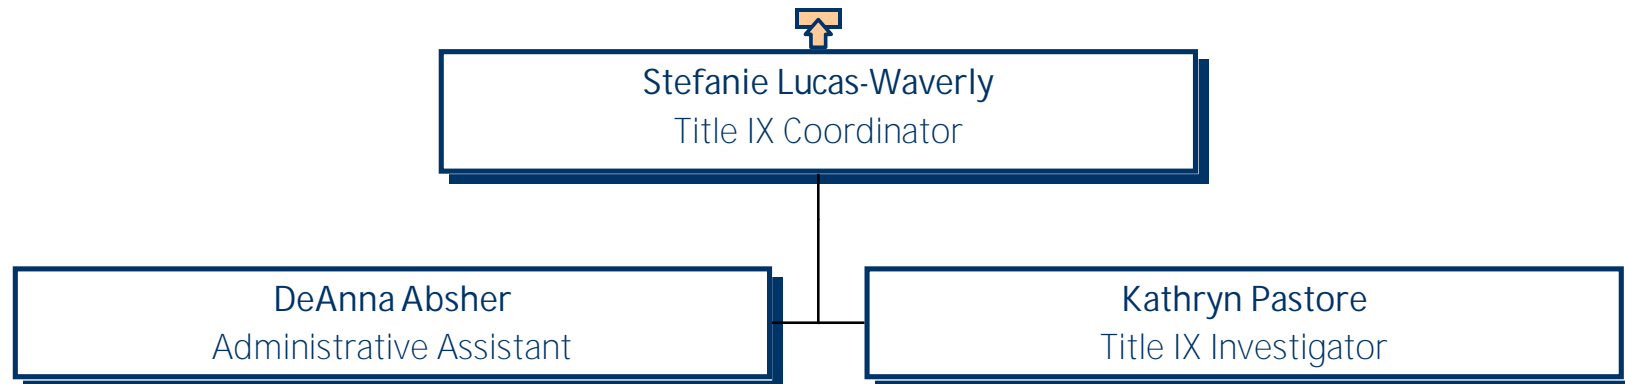 Stefanie Lucas-Waverly
Title IX Coordinator
DeAnna Absher
Administrative Assistant
Kathryn Pastore
Title IX Investigator